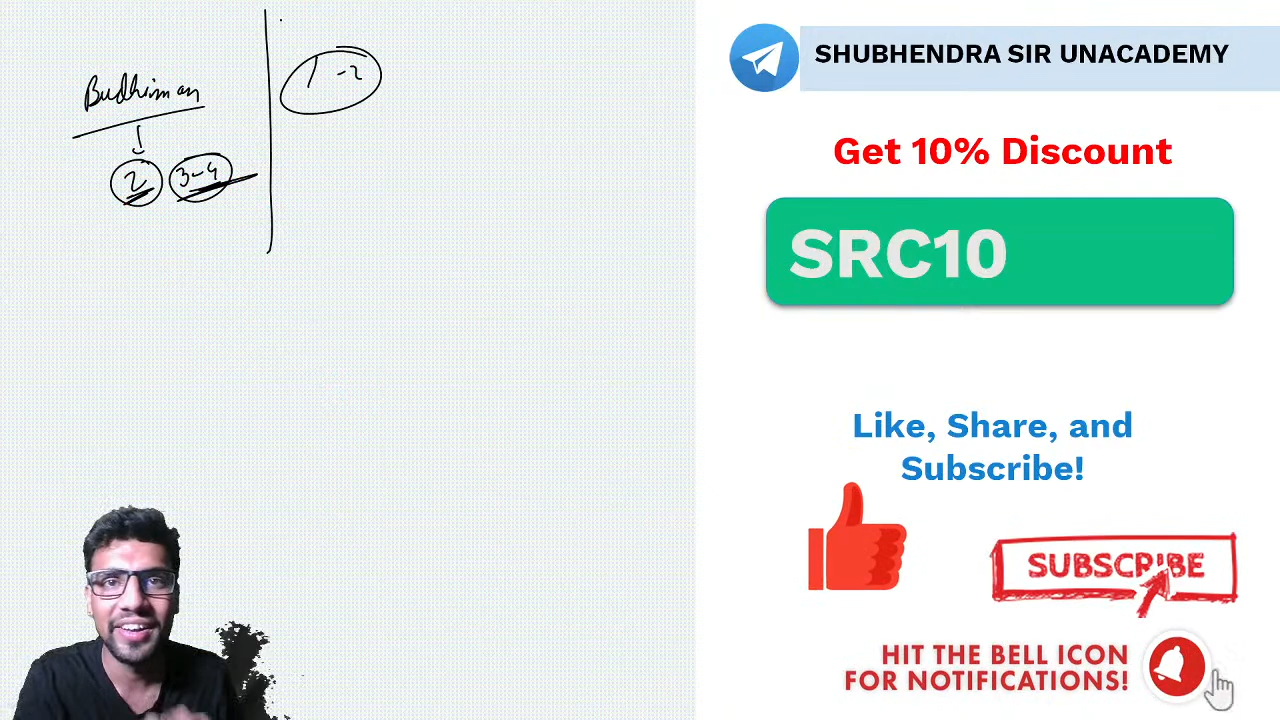 Budhiman
2 3-4
1-2
SHUBHENDRA SIR UNACADEMY
Get 10% Discount
SRC10
Like, Share, and
Subscribe!
SUBSCRIBE
HIT THE BELL ICON
FOR NOTIFICATIONS!